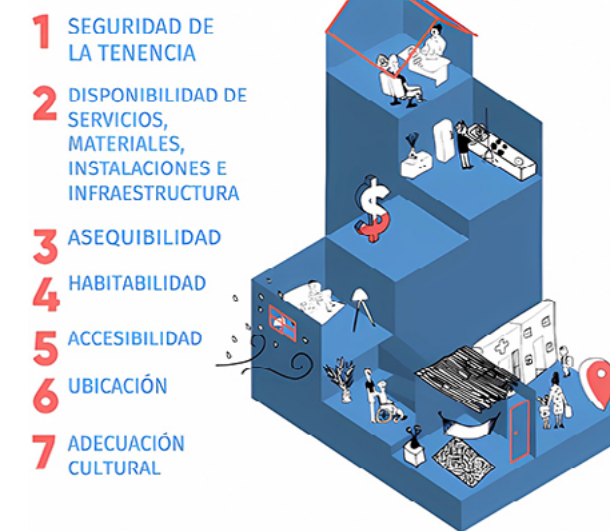 1 SEGURIDAD DE
LA TENENCIA
2 DISPONIBILIDAD DE
SERVICIOS,
MATERIALES,
INSTALACIONES E
INFRAESTRUCTURA
3 ASEQUIBILIDAD
4 HABITABILIDAD
5 ACCESIBILIDAD
6 UBICACIÓN
7 ADECUACIÓN
CULTURAL
$